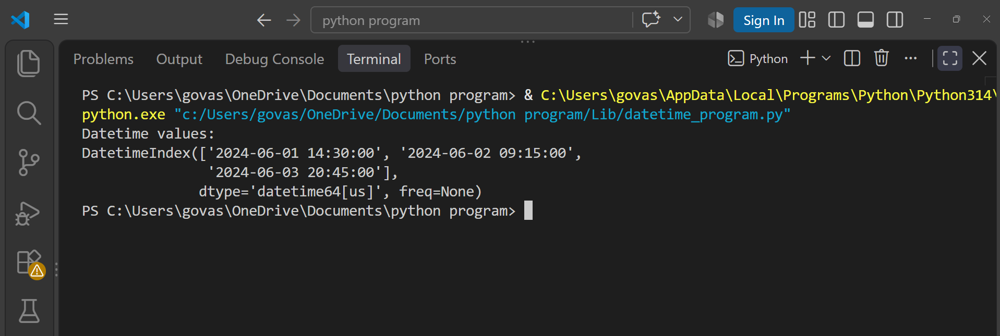 python program
Sign In
Problems Output Debug Console Terminal Ports Python
PS C:\Users\govas\OneDrive\Documents\python program> & C:\Users\govas\AppData\Local\Programs\Python\Python314\
python.exe "c:/Users/govas/OneDrive/Documents/python program/Lib/datetime_program.py"
Datetime values:
DatetimeIndex(['2024-06-01 14:30:00', '2024-06-02 09:15:00',
               '2024-06-03 20:45:00'],
              dtype='datetime64[us]', freq=None)
PS C:\Users\govas\OneDrive\Documents\python program>